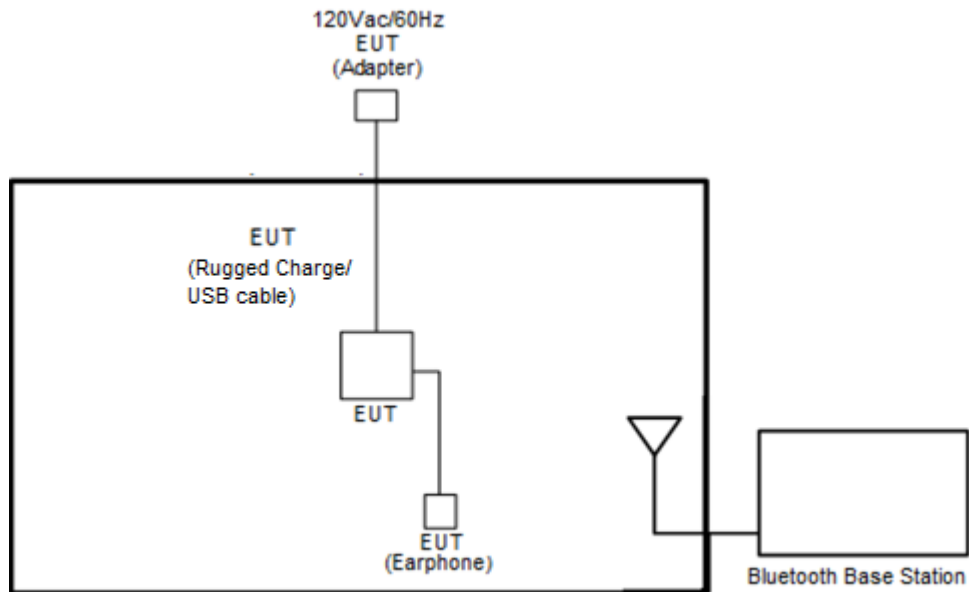 120Vac/60Hz
EUT
(Adapter)
EUT
(Rugged Charge/
USB cable)
EUT
EUT
(Earphone)
Bluetooth Base Station